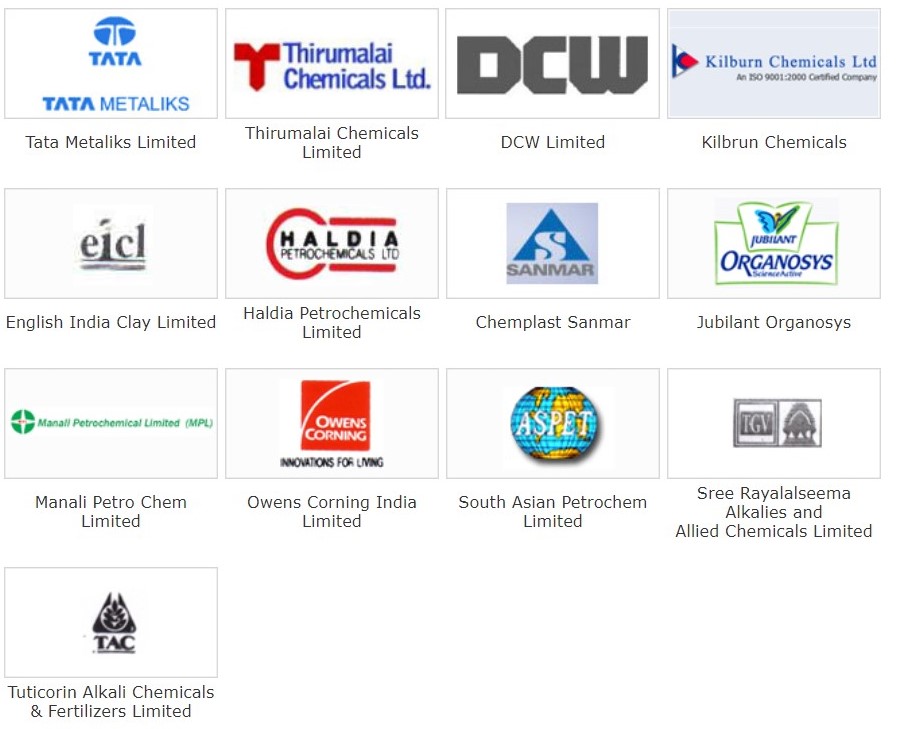 TATA
TATA METALIKS
Tata Metaliks Limited
Thirumalai
Chemicals Ltd.
Thirumalai Chemicals
Limited
DCW
DCW Limited
Kilburn Chemicals Ltd
An ISO 9001:2000 Certified Company
Kilbrun Chemicals
eicl
English India Clay Limited
HALDIA
PETROCHEMICALS LTD
Haldia Petrochemicals
Limited
SANMAR
Chemplast Sanmar
JUBILANT
ORGANOSYS
ScienceActive
Jubilant Organosys
Manali Petrochemical Limited (MPL)
Manali Petro Chem
Limited
OWENS
CORNING
INNOVATIONS FOR LIVING
Owens Corning India
Limited
ASPET
South Asian Petrochem
Limited
TGV
Sree Rayalalseema
Alkalies and
Allied Chemicals Limited
TAC
Tuticorin Alkali Chemicals
& Fertilizers Limited